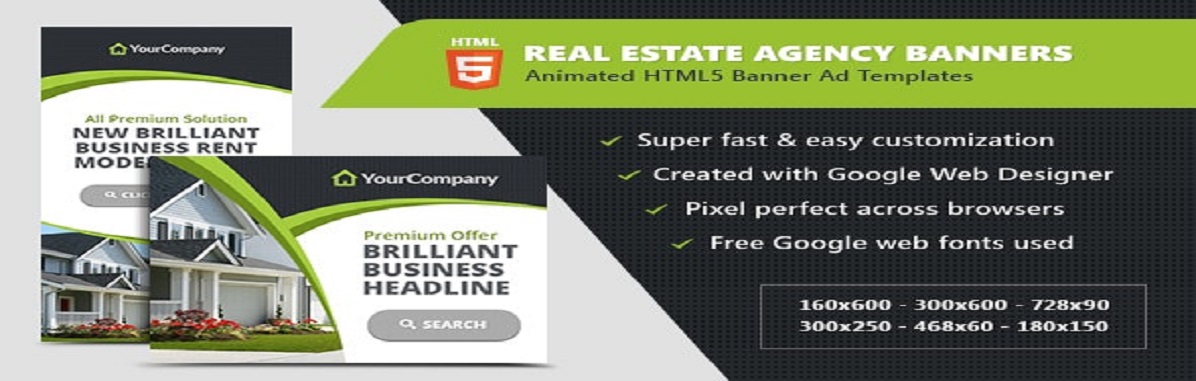 YourCompany
All Premium Solution
NEW BRILLIANT
BUSINESS RENT
YourCompany
Premium Offer
BRILLIANT
BUSINESS
HEADLINE
SEARCH
HTML
5
REAL ESTATE AGENCY BANNERS
Animated HTML5 Banner Ad Templates
Super fast & easy customization
Created with Google Web Designer
Pixel perfect across browsers
Free Google web fonts used
160x600 - 300x600 - 728x90
300x250 - 468x60 - 180x150